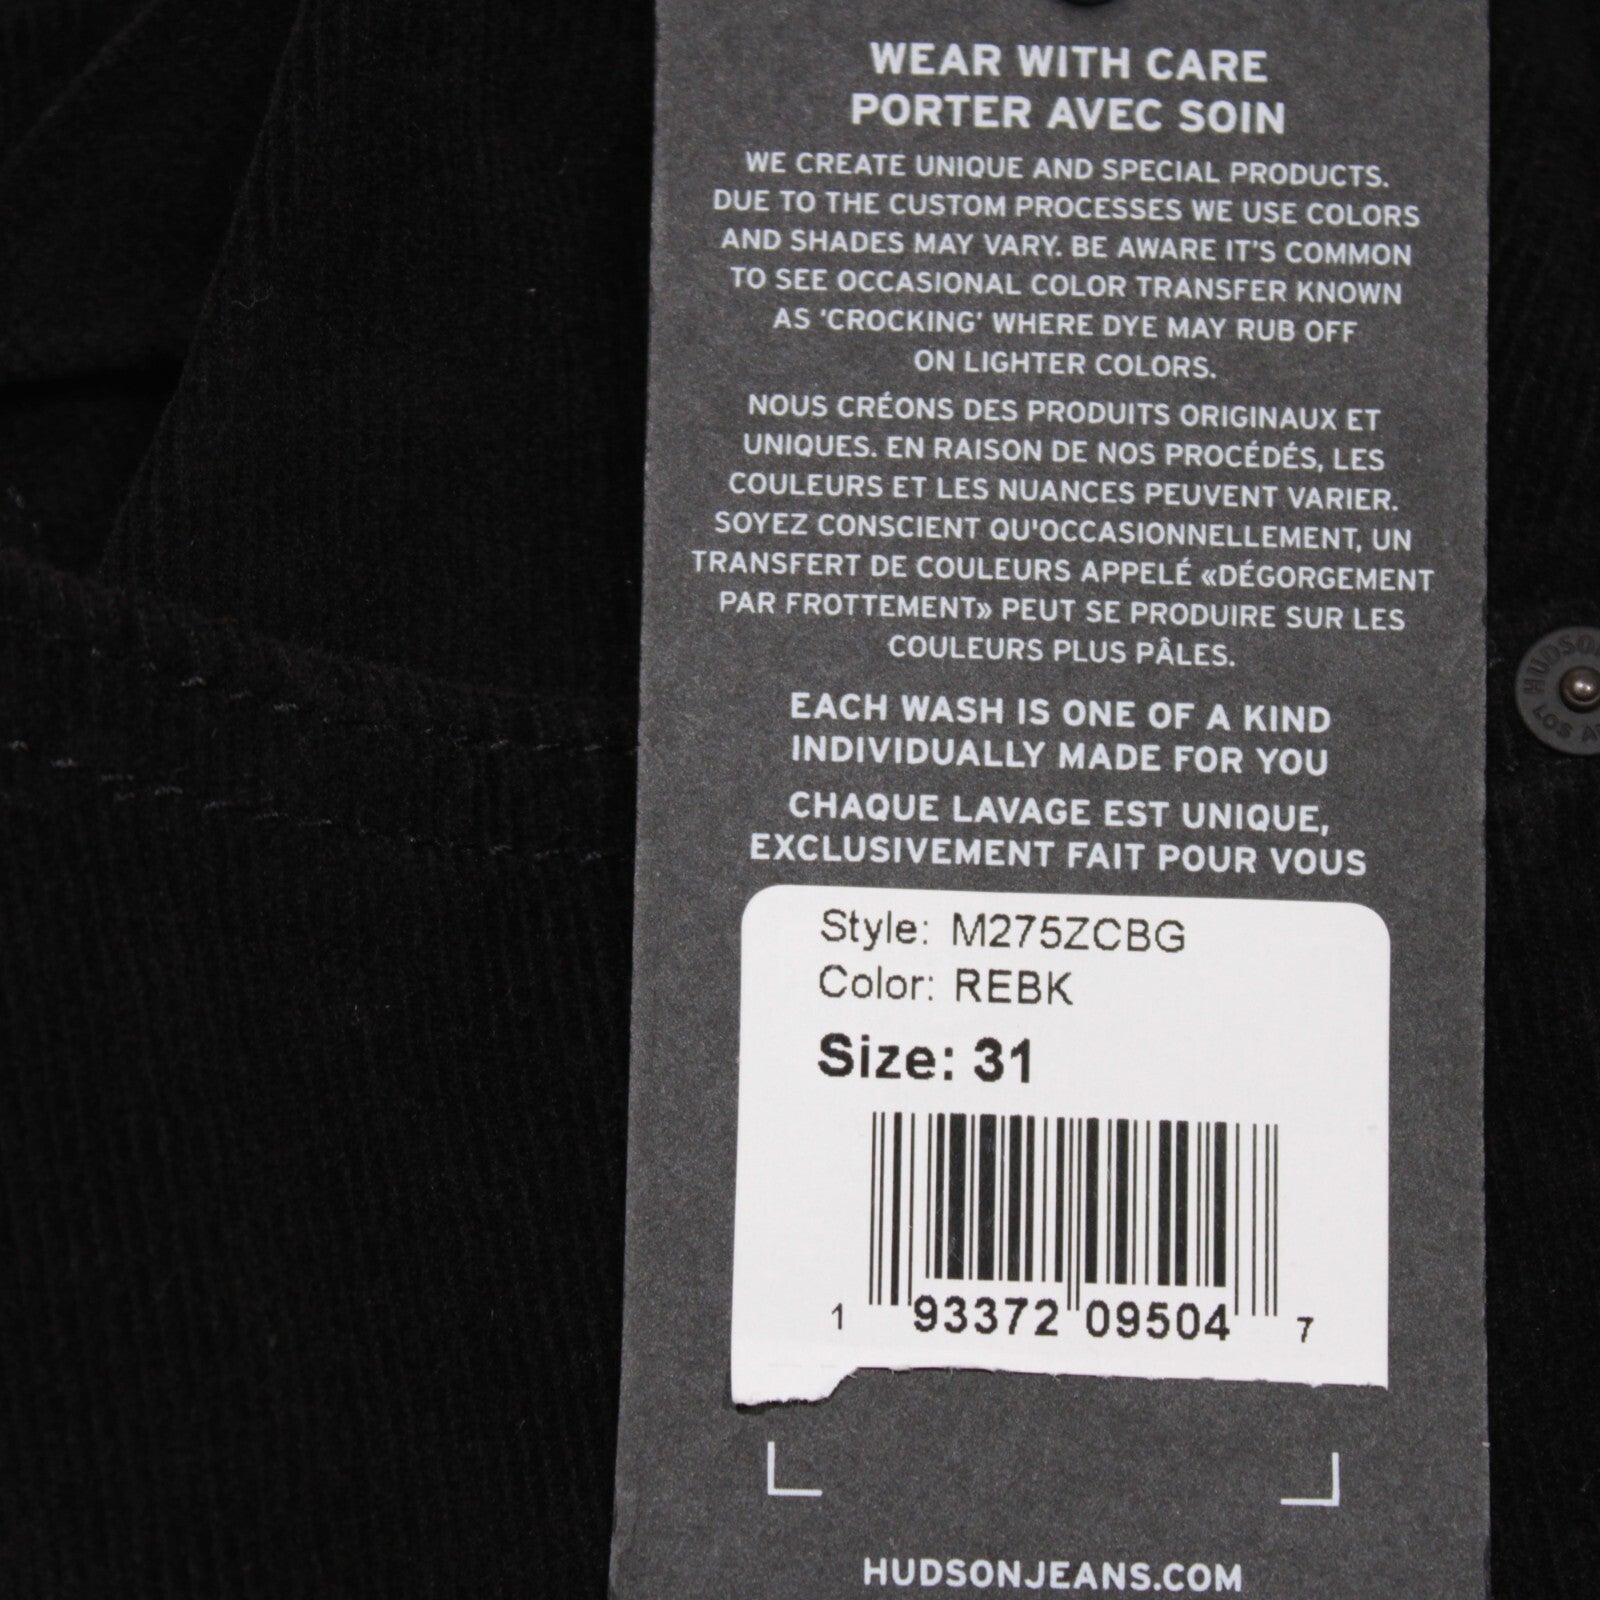 WEAR WITH CARE
PORTER AVEC SOIN
WE CREATE UNIQUE AND SPECIAL PRODUCTS.
DUE TO THE CUSTOM PROCESSES WE USE COLORS
AND SHADES MAY VARY. BE AWARE IT'S COMMON
TO SEE OCCASIONAL COLOR TRANSFER KNOWN
AS 'CROCKING' WHERE DYE MAY RUB OFF
ON LIGHTER COLORS.
NOUS CRÉONS DES PRODUITS ORIGINAUX ET
UNIQUES. EN RAISON DE NOS PROCÉDÉS, LES
COULEURS ET LES NUANCES PEUVENT VARIER.
SOYEZ CONSCIENT QU'OCCASIONNELLEMENT, UN
TRANSFERT DE COULEURS APPELÉ «DÉGORGEMENT
PAR FROTTEMENT» PEUT SE PRODUIRE SUR LES
COULEURS PLUS PÂLES.
EACH WASH IS ONE OF A KIND
INDIVIDUALLY MADE FOR YOU
CHAQUE LAVAGE EST UNIQUE,
EXCLUSIVEMENT FAIT POUR VOUS
Style: M275ZCBG
Color: REBK
Size: 31
1 93372 09504 7
HUDSONJEANS.COM
HUDSON
LOS